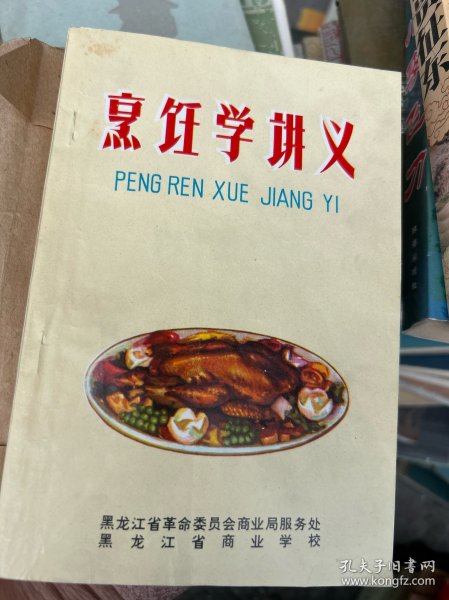 烹饪学讲义
PENG REN XUE JIANG YI
黑龙江省革命委员会商业局服务处
黑龙江省商业学校
孔夫子旧书网
www.kongfz.com